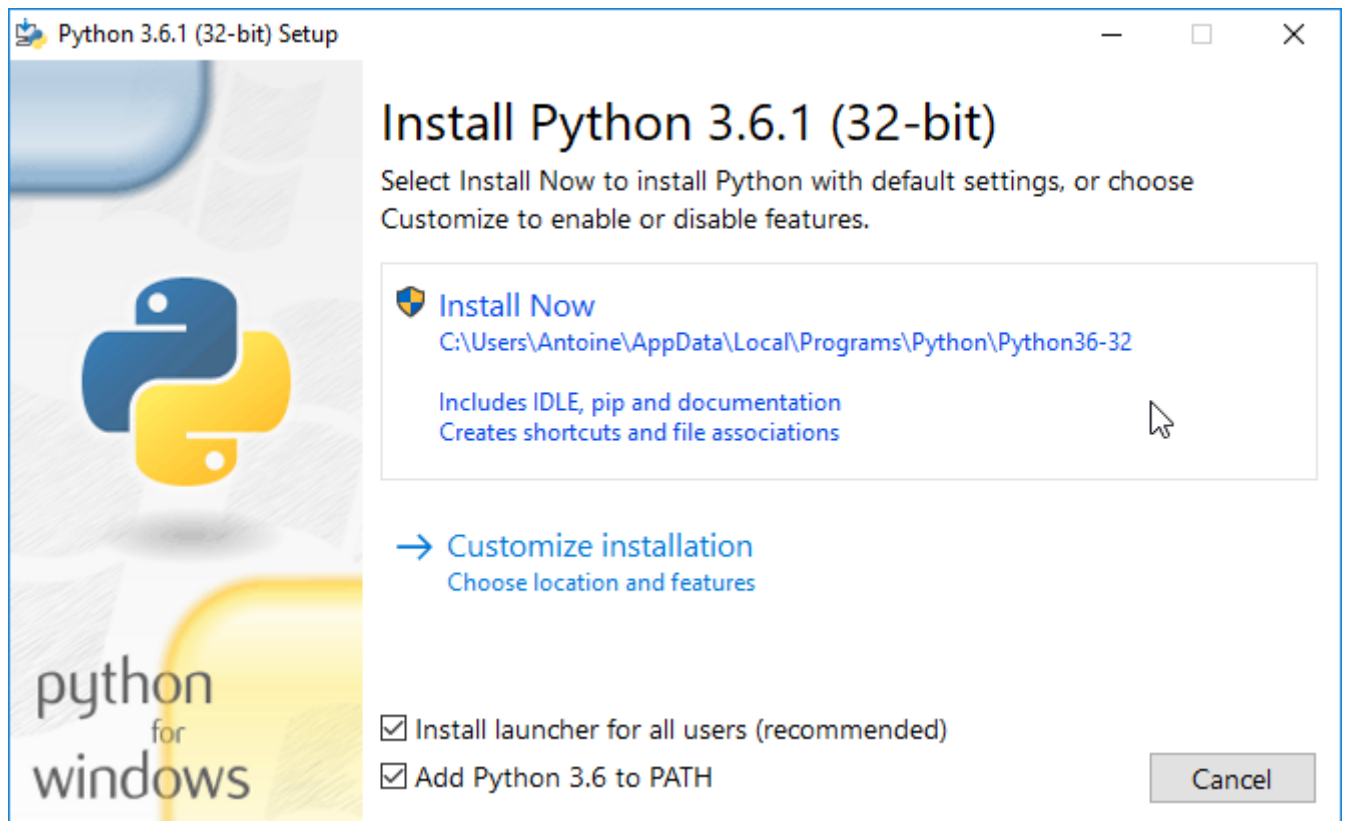 Python 3.6.1 (32-bit) Setup
Install Python 3.6.1 (32-bit)
Select Install Now to install Python with default settings, or choose
Customize to enable or disable features.
Install Now
C:\Users\Antoine\AppData\Local\Programs\Python\Python36-32
Includes IDLE, pip and documentation
Creates shortcuts and file associations
Customize installation
Choose location and features
python
for
windows
Install launcher for all users (recommended)
Add Python 3.6 to PATH
Cancel